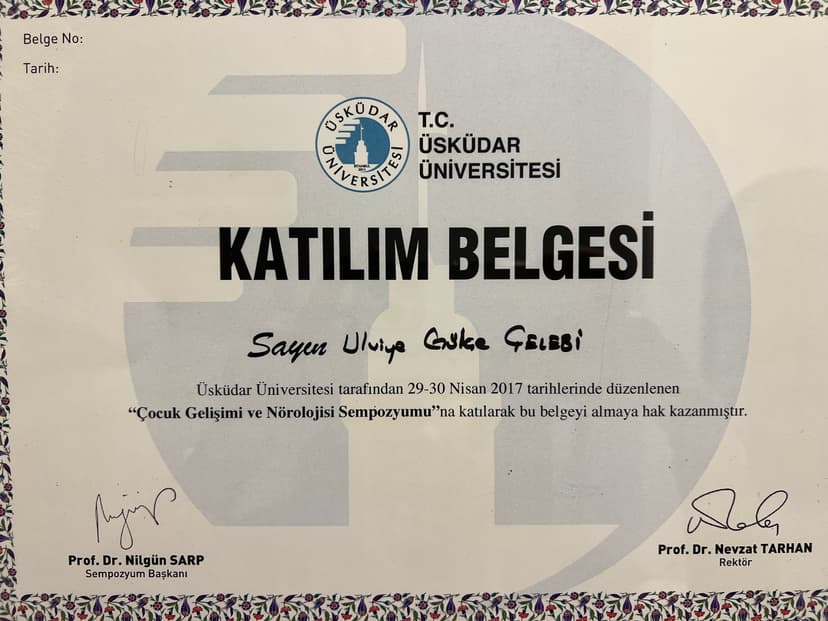 Belge No:
Tarih:
ÜSKÜDAR ÜNİVERSİTESİ
İSTANBUL
T.C.
ÜSKÜDAR
ÜNİVERSİTESİ
KATILIM BELGESİ
Sayın Ulviye Gülçe ÇELEBİ
Üsküdar Üniversitesi tarafından 29-30 Nisan 2017 tarihlerinde düzenlenen
“Çocuk Gelişimi ve Nörolojisi Sempozyumu”na katılarak bu belgeyi almaya hak kazanmıştır.
Prof. Dr. Nilgün SARP
Sempozyum Başkanı
Prof. Dr. Nevzat TARHAN
Rektör